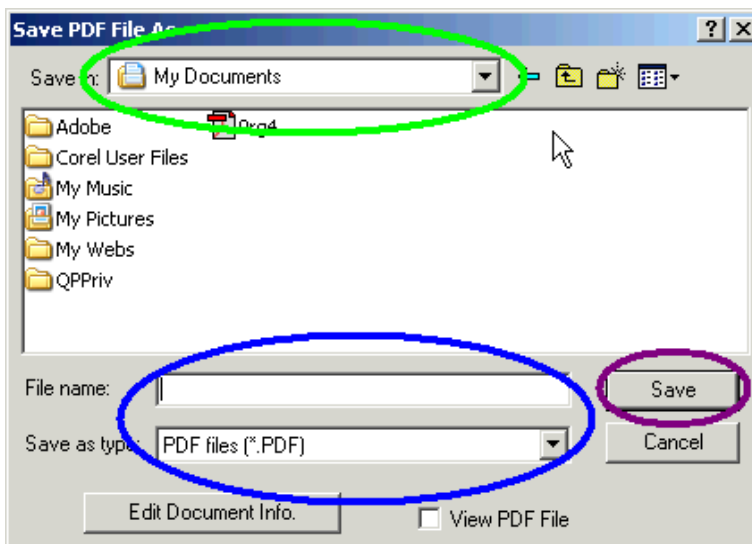 Save PDF File As
Save in: My Documents
Adobe
Corel User Files
My Music
My Pictures
My Webs
QPPriv
Org4
File name:
Save
Save as type: PDF files (*.PDF)
Cancel
Edit Document Info.
View PDF File